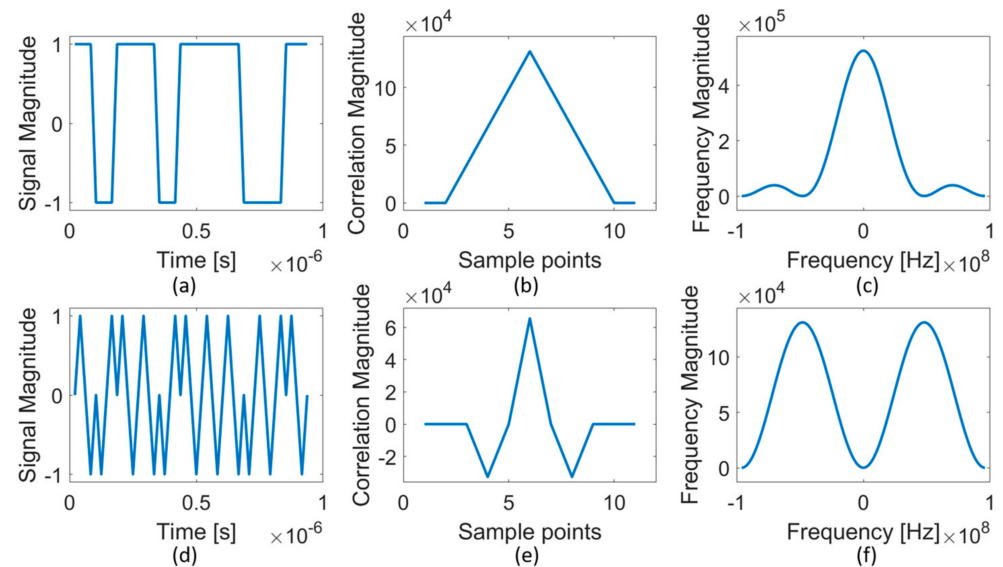 Signal Magnitude
1
0
-1
0
0.5
1
Time [s]
×10-6
(a)
×10⁴
Correlation Magnitude
10
5
0
0
5
10
Sample points
(b)
×10⁵
Frequency Magnitude
4
2
0
-1
0
1
Frequency [Hz] ×10⁸
(c)
Signal Magnitude
1
0
-1
0
0.5
1
Time [s]
×10-6
(d)
×10⁴
Correlation Magnitude
6
4
2
0
-2
0
5
10
Sample points
(e)
×10⁴
Frequency Magnitude
10
5
0
-1
0
1
Frequency [Hz] ×10⁸
(f)